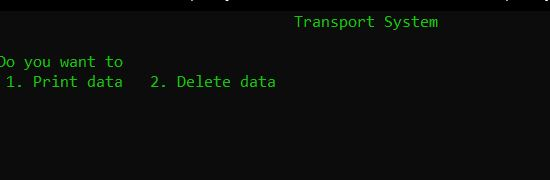 Transport System
Do you want to
1. Print data 2. Delete data